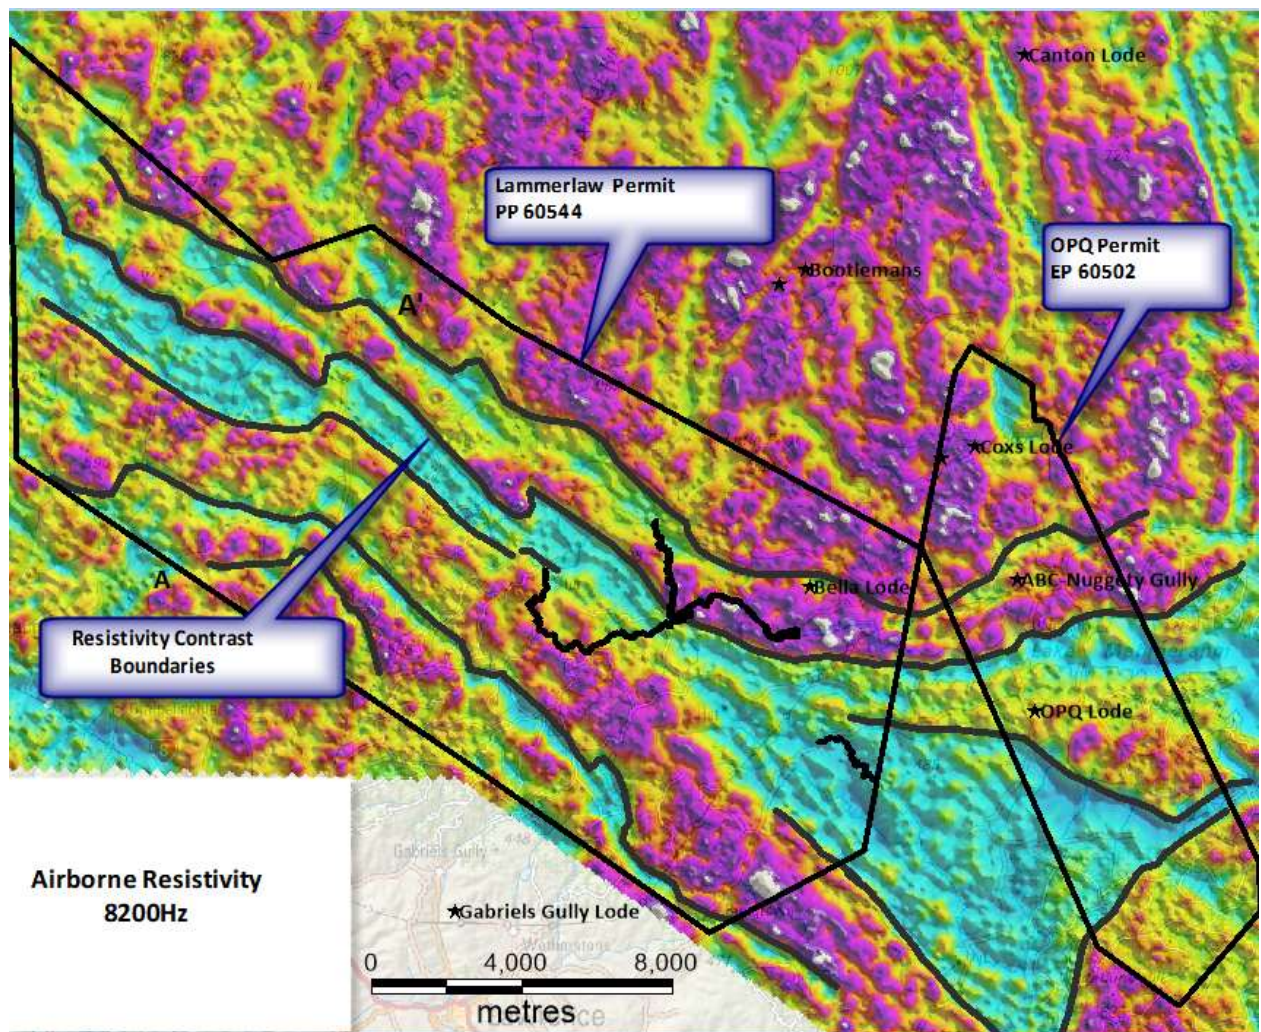 Canton Lode
Lammerlaw Permit
PP 60544
OPQ Permit
EP 60502
Bootlemans
A'
Coxs Lode
A
Bella Lode
ABC-Nuggety Gully
Resistivity Contrast
Boundaries
OPQ Lode
Gabriels Gully
448
Airborne Resistivity
8200Hz
Gabriels Gully Lode
0 4,000 8,000
metres